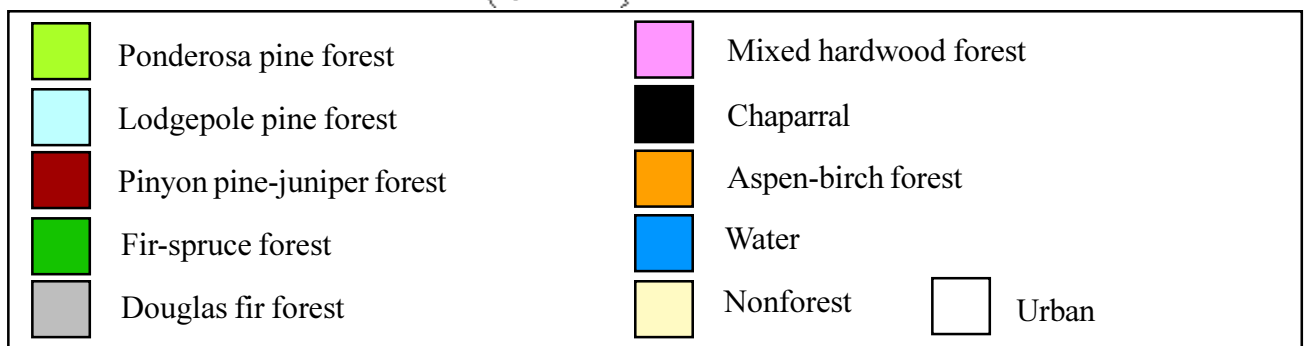 Ponderosa pine forest
Lodgepole pine forest
Pinyon pine-juniper forest
Fir-spruce forest
Douglas fir forest
Mixed hardwood forest
Chaparral
Aspen-birch forest
Water
Nonforest
Urban